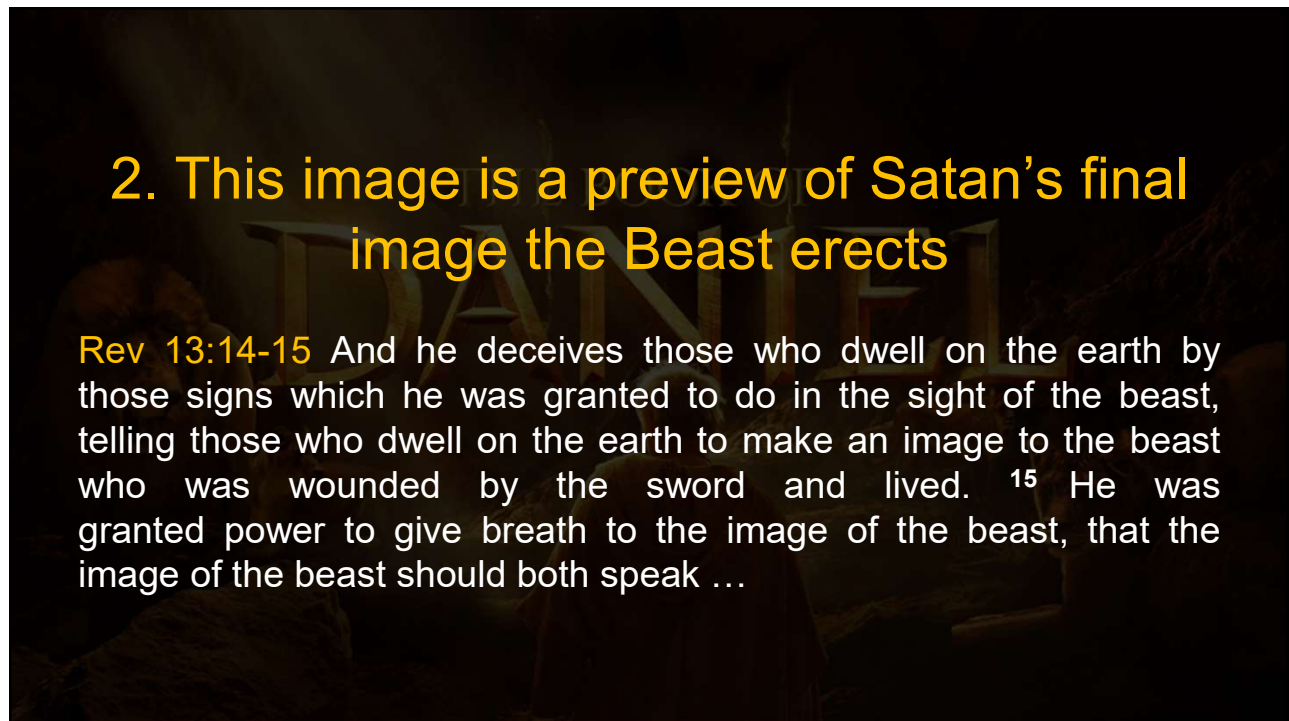 THE BOOK OF
DANIEL
2. This image is a preview of Satan’s final
image the Beast erects
Rev 13:14-15 And he deceives those who dwell on the earth by
those signs which he was granted to do in the sight of the beast,
telling those who dwell on the earth to make an image to the beast
who was wounded by the sword and lived. 15 He was
granted power to give breath to the image of the beast, that the
image of the beast should both speak …